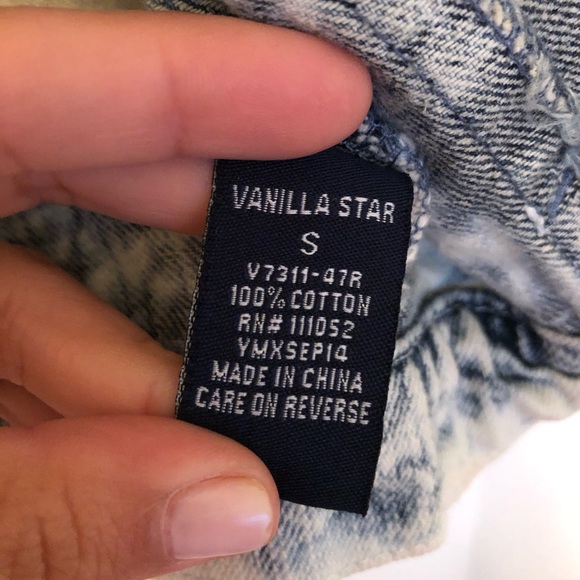 VANILLA STAR
S
V7311-47R
100% COTTON
RN# 111052
YMXSEP14
MADE IN CHINA
CARE ON REVERSE